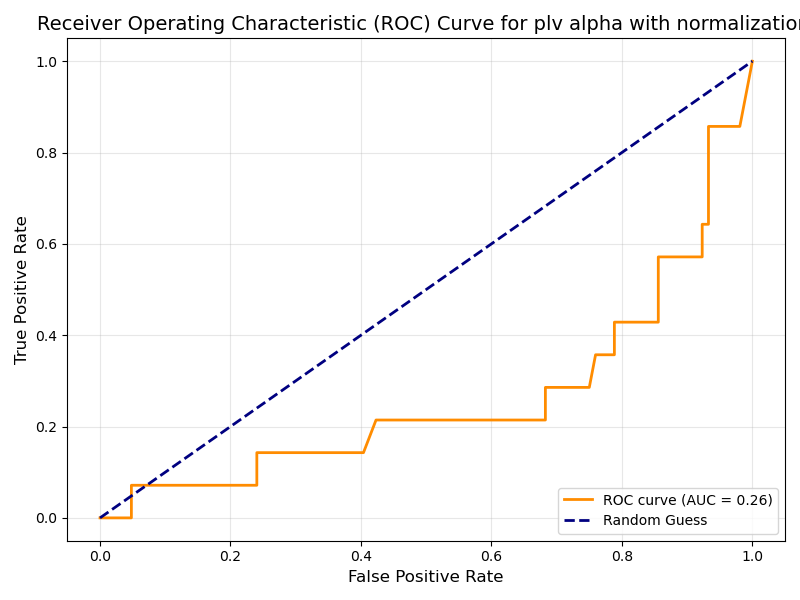 Receiver Operating Characteristic (ROC) Curve for plv alpha with normalization
True Positive Rate
1.0
0.8
0.6
0.4
0.2
0.0
ROC curve (AUC = 0.26)
Random Guess
0.0 0.2 0.4 0.6 0.8 1.0
False Positive Rate